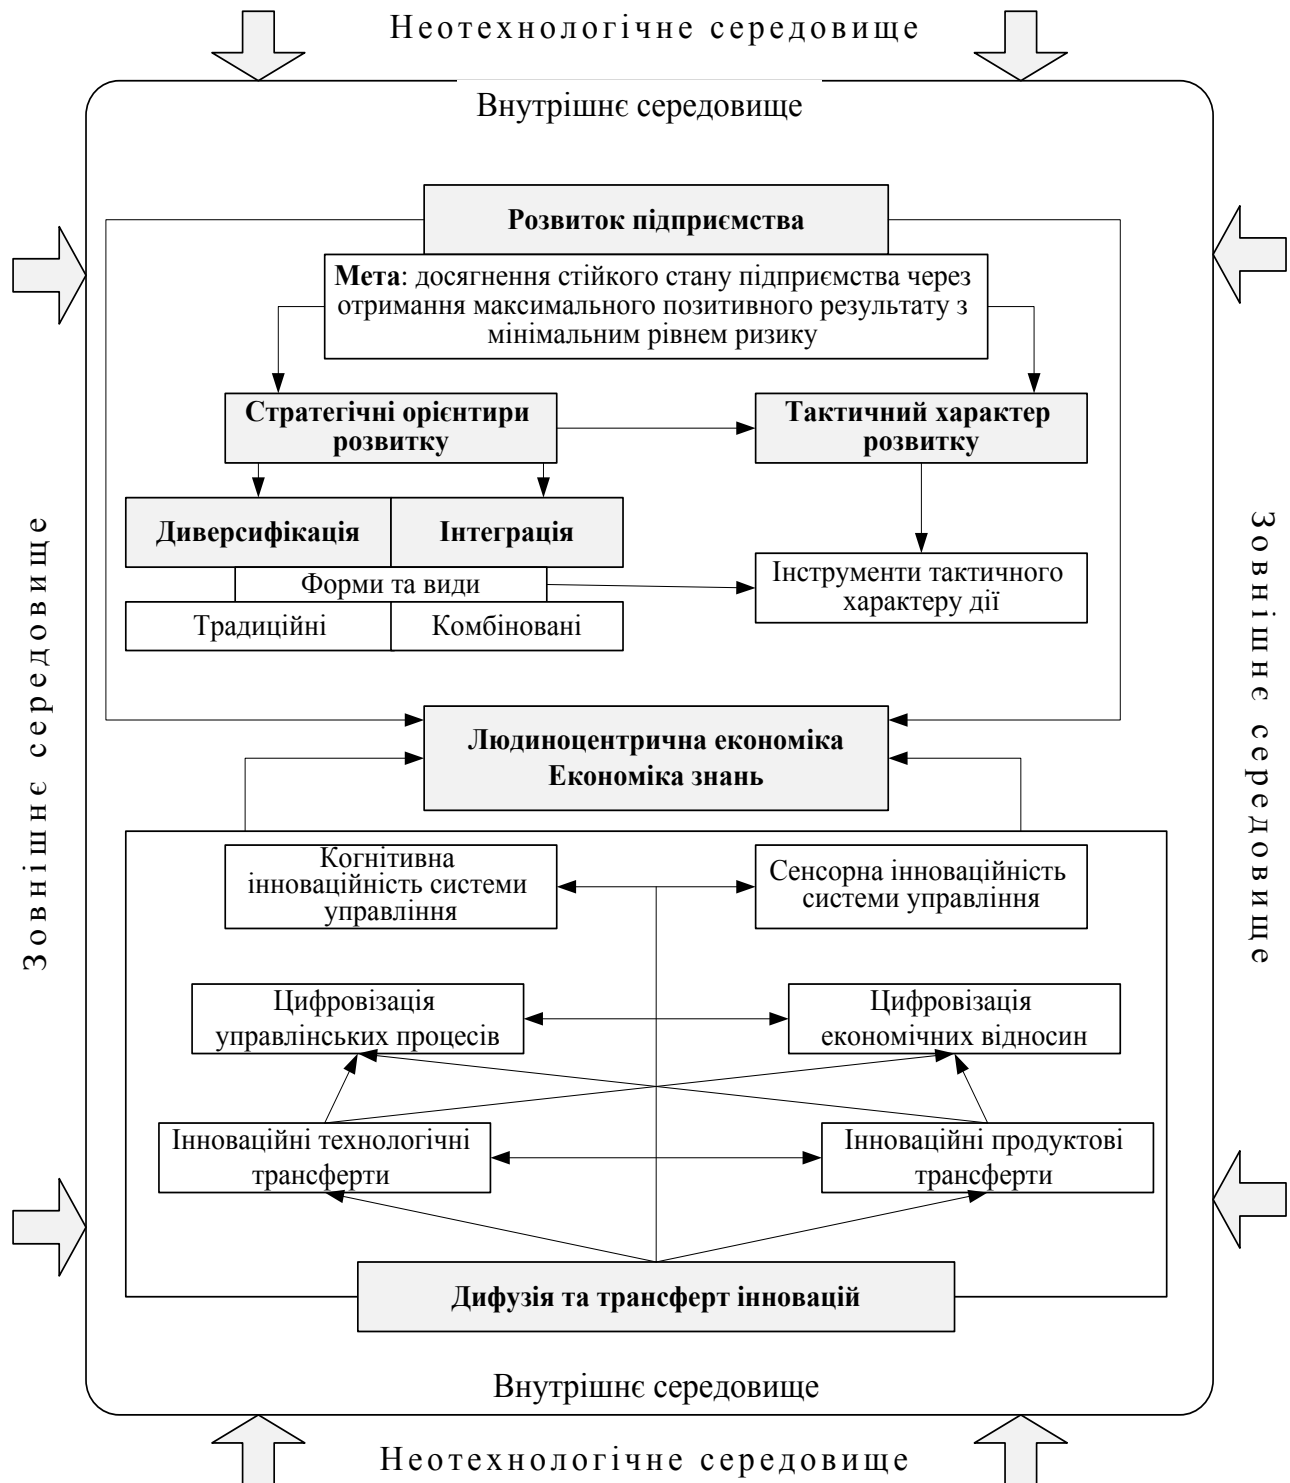 Неотехнологічне середовище
Внутрішнє середовище
Розвиток підприємства
Мета: досягнення стійкого стану підприємства через
отримання максимального позитивного результату з
мінімальним рівнем ризику
Стратегічні орієнтири
розвитку
Тактичний характер
розвитку
Диверсифікація
Інтеграція
Форми та види
Традиційні
Комбіновані
Інструменти тактичного
характеру дії
Зовнішнє середовище
Зовнішнє середовище
Людиноцентрична економіка
Економіка знань
Когнітивна
інноваційність системи
управління
Сенсорна інноваційність
системи управління
Цифровізація
управлінських процесів
Цифровізація
економічних відносин
Інноваційні технологічні
трансферти
Інноваційні продуктові
трансферти
Дифузія та трансферт інновацій
Внутрішнє середовище
Неотехнологічне середовище